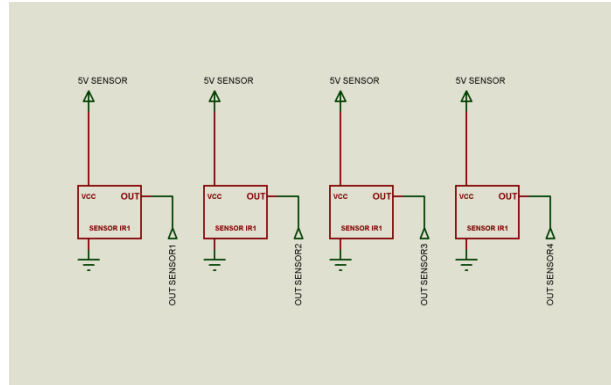 5V SENSOR
5V SENSOR
5V SENSOR
5V SENSOR
VCC OUT
SENSOR IR1
VCC OUT
SENSOR IR1
VCC OUT
SENSOR IR1
VCC OUT
SENSOR IR1
OUT SENSOR1
OUT SENSOR2
OUT SENSOR3
OUT SENSOR4